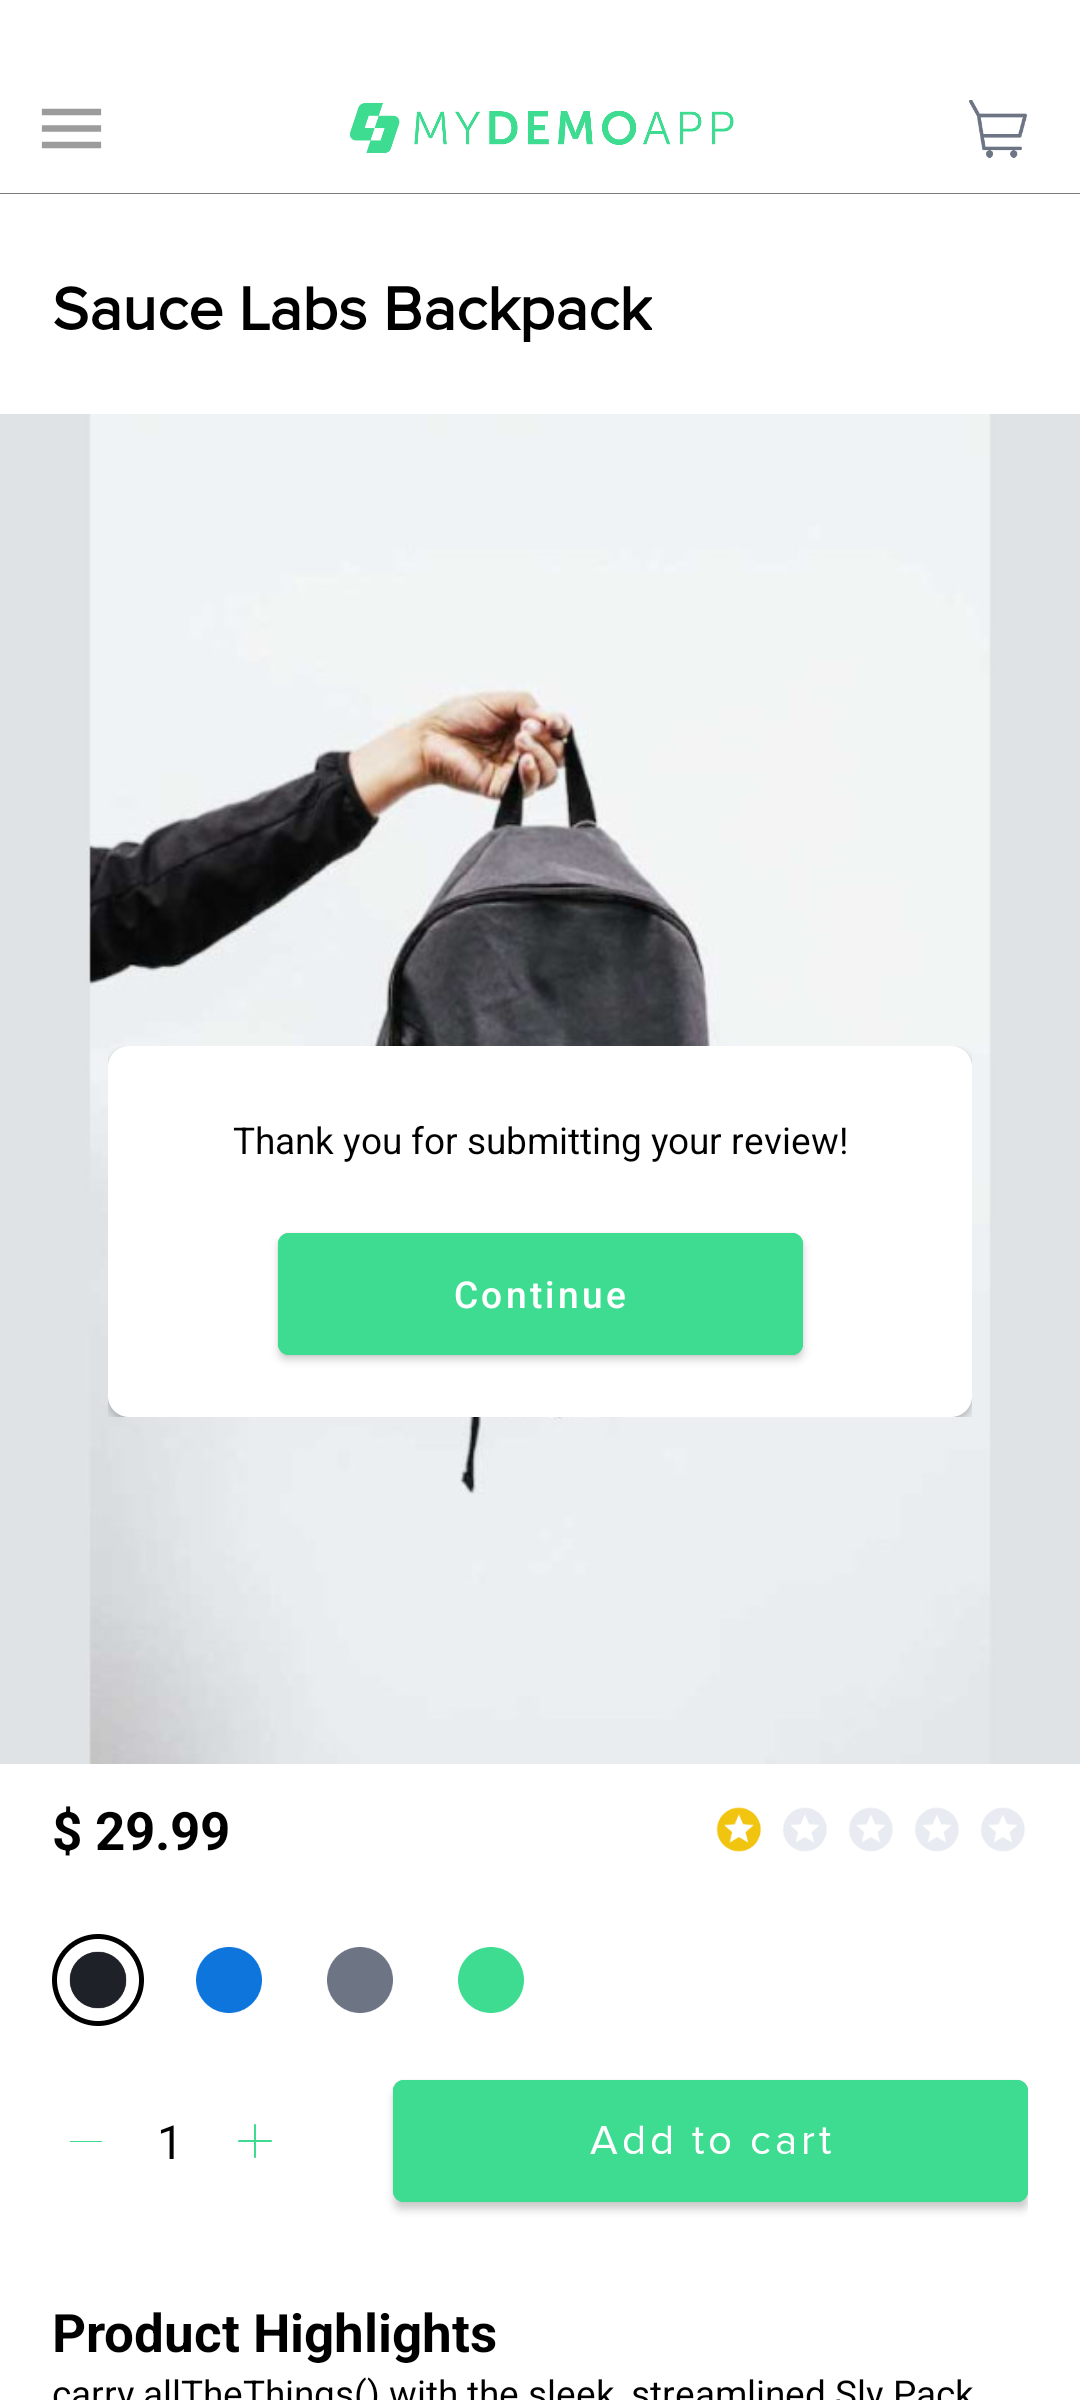 MYDEMOAPP
Sauce Labs Backpack
Thank you for submitting your review!
Continue
$ 29.99
1
Add to cart
Product Highlights
carry allTheThings() with the sleek, streamlined Sly Pack